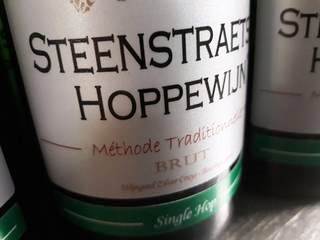 STEENSTRAETS
HOPPEWIJN
Méthode Traditionnelle
BRUT
Single Hop